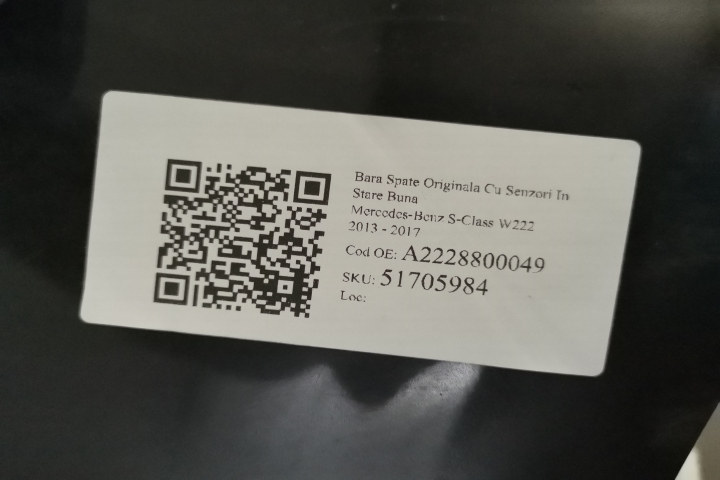 Bara Spate Originala Cu Senzori In
Stare Buna
Mercedes-Benz S-Class W222
2013 - 2017
Cod OE: A2228800049
SKU: 51705984
Loc: